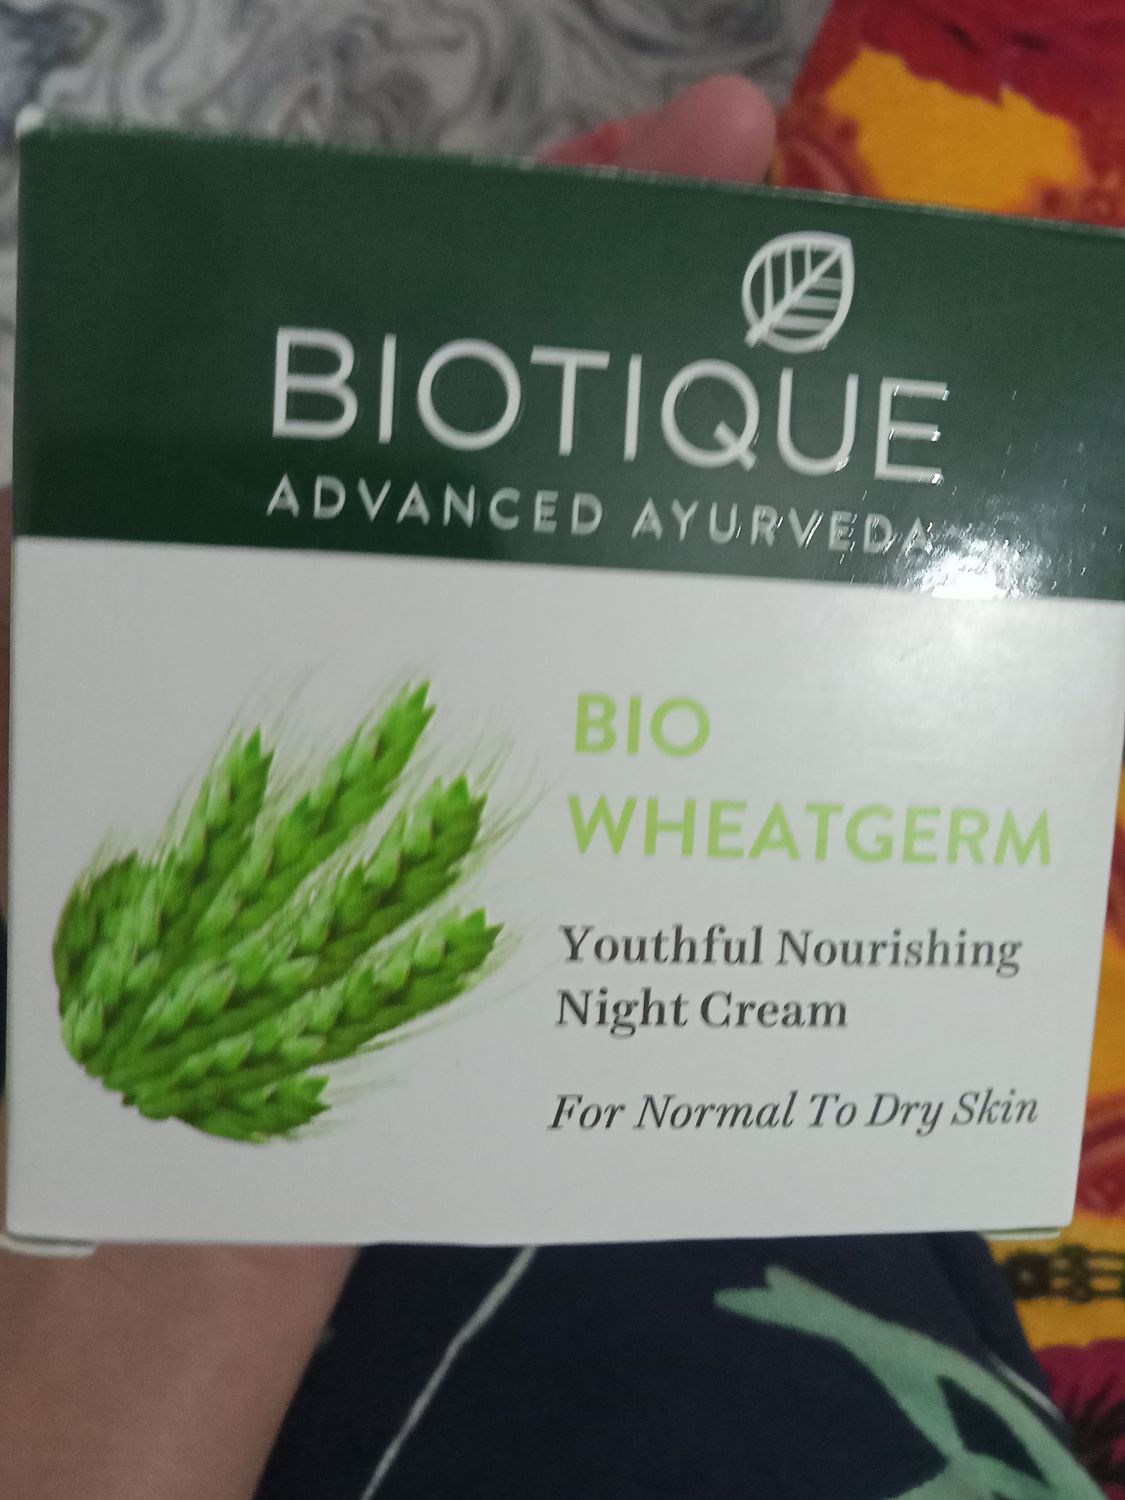 BIOTIQUE
ADVANCED AYURVEDA
BIO
WHEATGERM
Youthful Nourishing
Night Cream
For Normal To Dry Skin